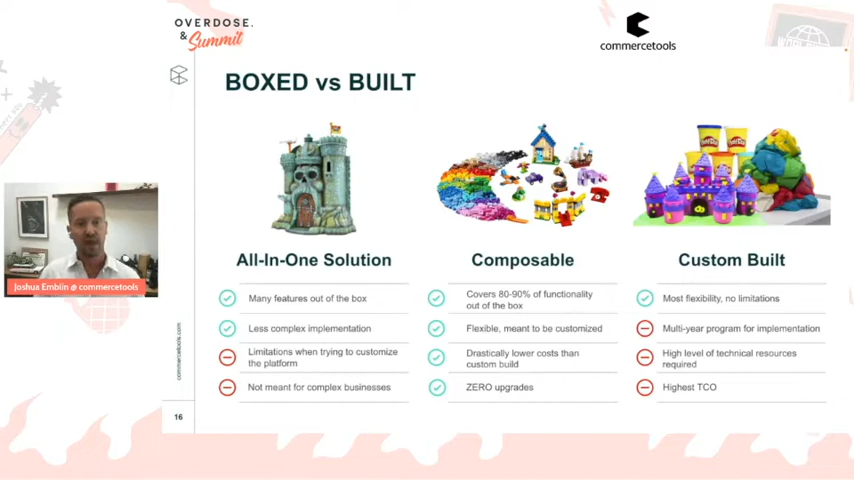 OVERDOSE.
& Summit
commercetools
BOXED vs BUILT
All-In-One Solution
Many features out of the box
Less complex implementation
Limitations when trying to customize
the platform
Not meant for complex businesses
Composable
Covers 80-90% of functionality
out of the box
Flexible, meant to be customized
Drastically lower costs than
custom build
ZERO upgrades
Custom Built
Most flexibility, no limitations
Multi-year program for implementation
High level of technical resources
required
Highest TCO
Joshua Emblin @ commercetools
commercetools.com
16